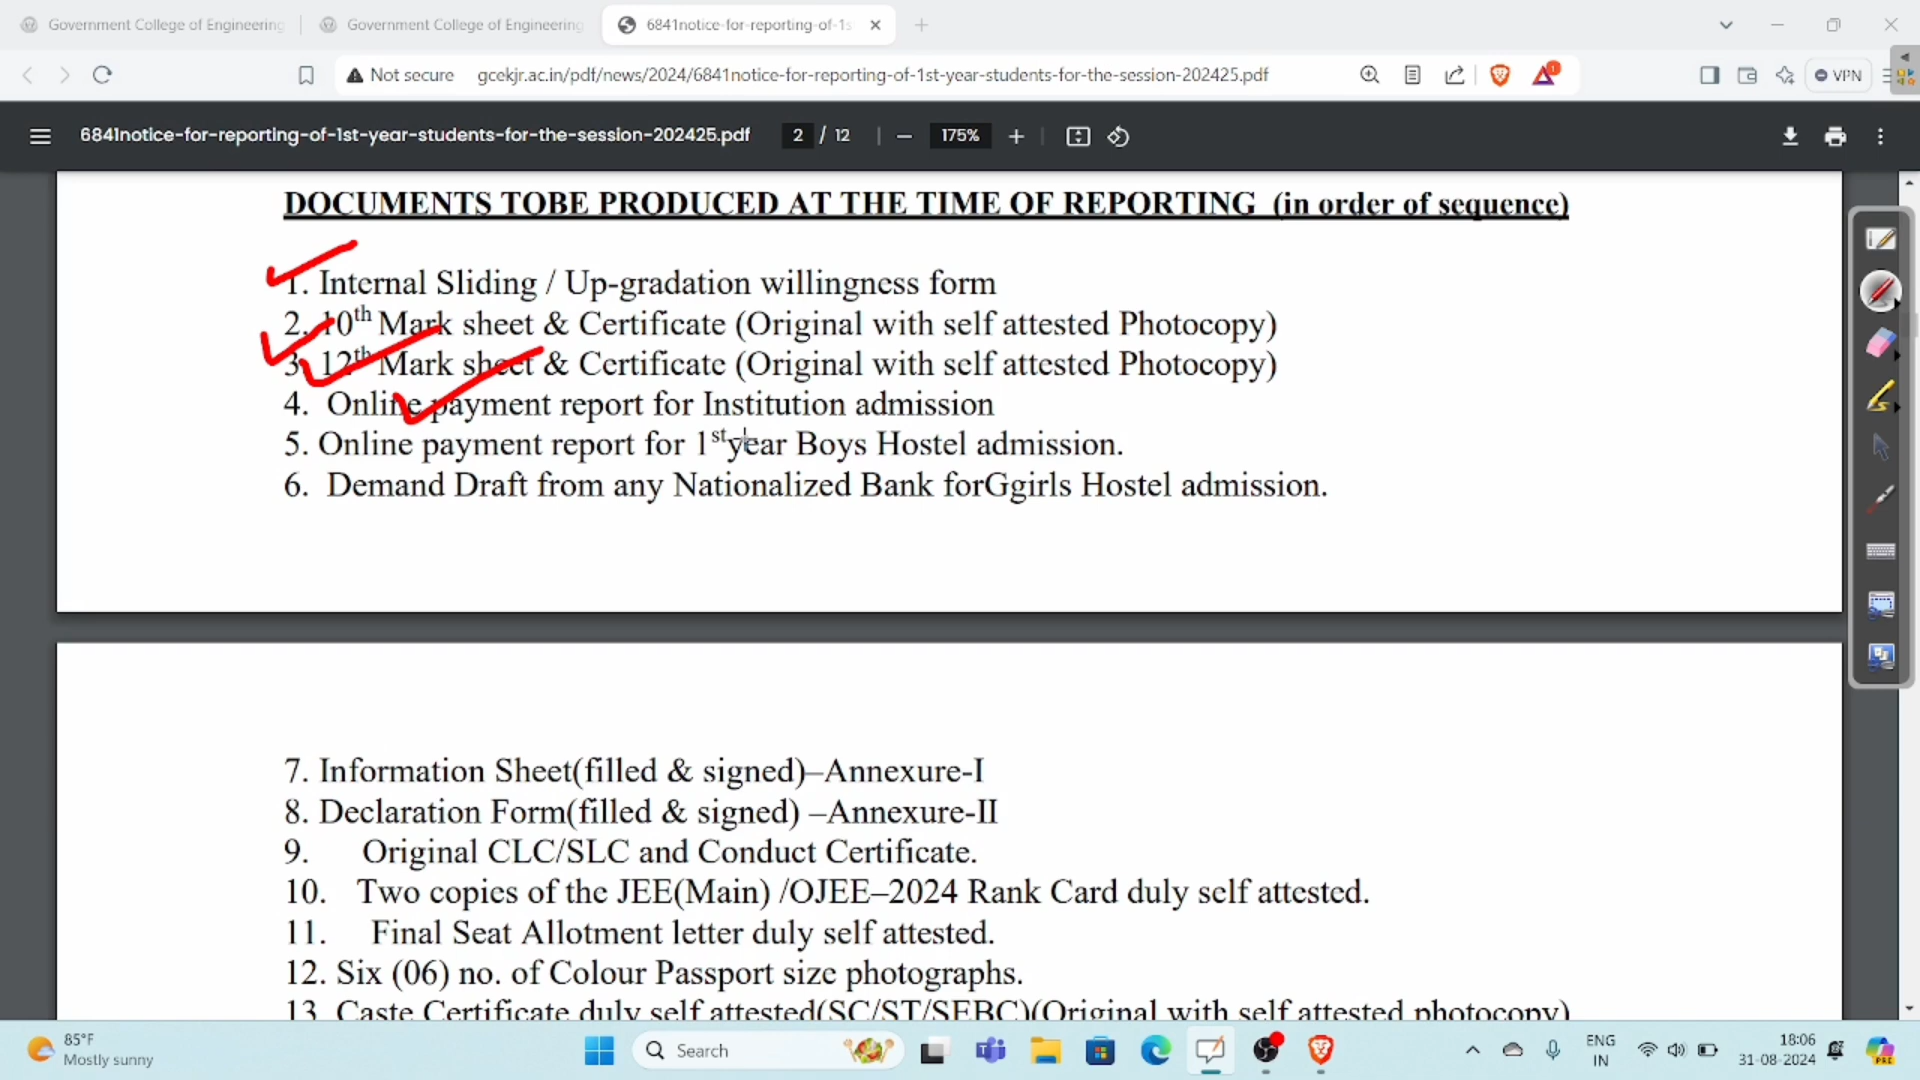 Government College of Engineering
Government College of Engineering
6841notice-for-reporting-of-1s
Not secure gcekjr.ac.in/pdf/news/2024/6841notice-for-reporting-of-1st-year-students-for-the-session-202425.pdf
1
VPN
6841notice-for-reporting-of-1st-year-students-for-the-session-202425.pdf 2 / 12 175%
DOCUMENTS TOBE PRODUCED AT THE TIME OF REPORTING (in order of sequence)
1. Internal Sliding / Up-gradation willingness form
2. 10th Mark sheet & Certificate (Original with self attested Photocopy)
3. 12th Mark sheet & Certificate (Original with self attested Photocopy)
4. Online payment report for Institution admission
5. Online payment report for 1st year Boys Hostel admission.
6. Demand Draft from any Nationalized Bank forGgirls Hostel admission.
7. Information Sheet(filled & signed)–Annexure-I
8. Declaration Form(filled & signed) –Annexure-II
9. Original CLC/SLC and Conduct Certificate.
10. Two copies of the JEE(Main) /OJEE–2024 Rank Card duly self attested.
11. Final Seat Allotment letter duly self attested.
12. Six (06) no. of Colour Passport size photographs.
13. Caste Certificate duly self attested(SC/ST/SEBC)(Original with self attested photocopy)
85°F
Mostly sunny
Search
ENG
IN
18:06
31-08-2024
PRE